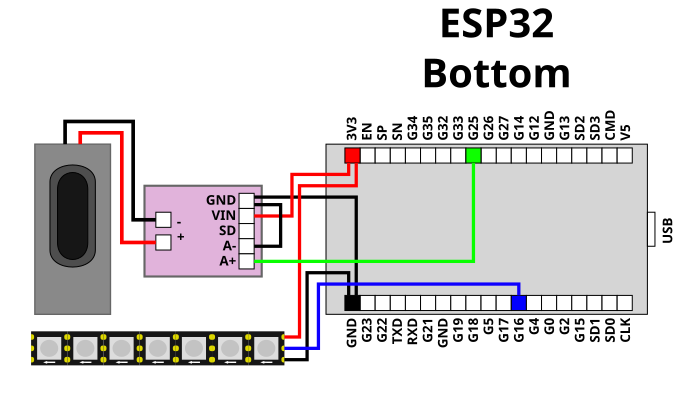 ESP32
Bottom
3V3
EN
SP
SN
G34
G35
G32
G33
G25
G26
G27
G14
G12
GND
G13
SD2
SD3
CMD
V5
GND
VIN
SD
A-
A+
-
+
USB
GND
G23
G22
TXD
RXD
G21
GND
G19
G18
G5
G17
G16
G4
G0
G2
G15
SD1
SD0
CLK